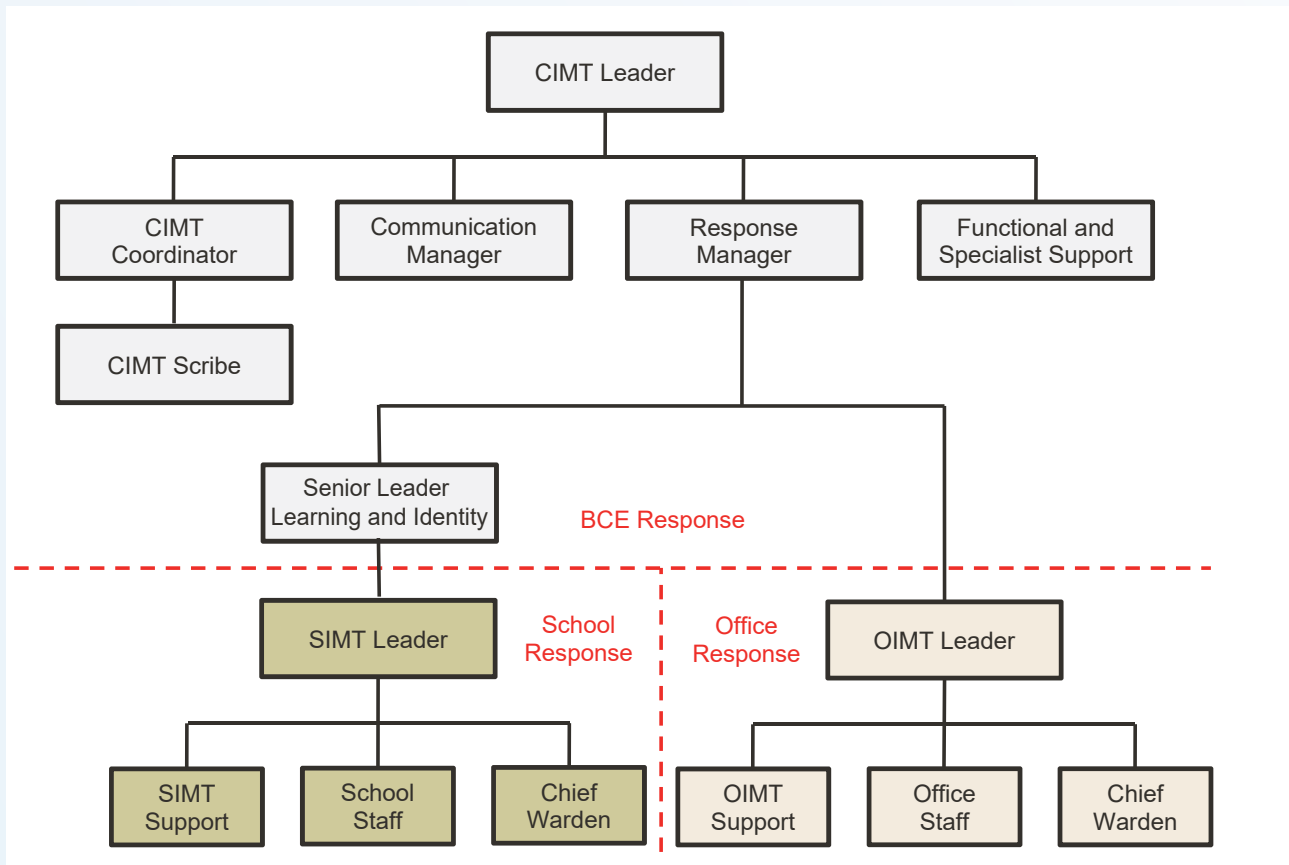 CIMT Leader
CIMT
Coordinator
Communication
Manager
Response
Manager
Functional and
Specialist Support
CIMT Scribe
Senior Leader
Learning and Identity
BCE Response
SIMT Leader
School
Response
Office
Response
OIMT Leader
SIMT
Support
School
Staff
Chief
Warden
OIMT
Support
Office
Staff
Chief
Warden